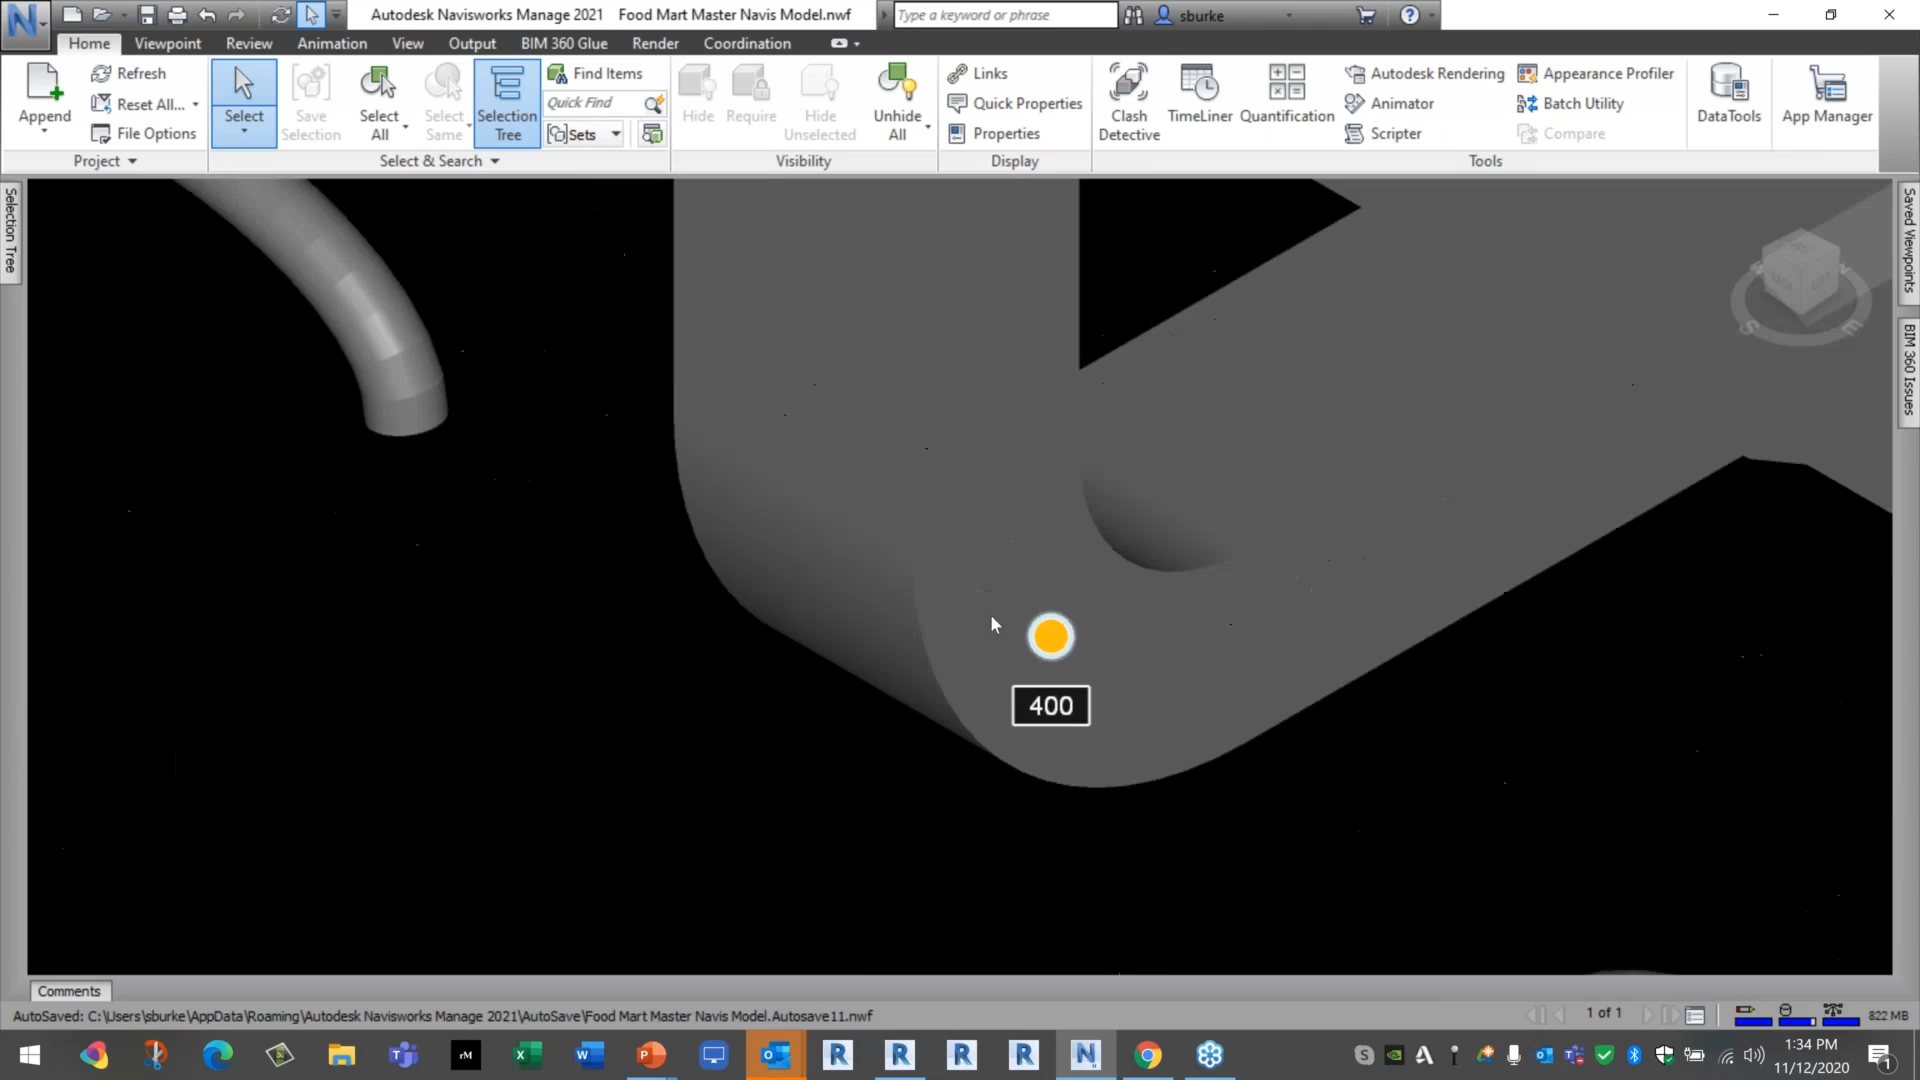 Autodesk Navisworks Manage 2021 Food Mart Master Navis Model.nwf
Type a keyword or phrase
sburke
Home Viewpoint Review Animation View Output BIM 360 Glue Render Coordination
Append
Refresh
Reset All...
File Options
Project
Select
Save Selection
Select All
Select Same
Selection Tree
Find Items
Quick Find
Sets
Select & Search
Hide
Require
Hide Unselected
Unhide All
Visibility
Links
Quick Properties
Properties
Display
Clash Detective
TimeLiner
Quantification
Autodesk Rendering
Animator
Scripter
Appearance Profiler
Batch Utility
Compare
DataTools
App Manager
Tools
Selection Tree
Saved Viewpoints
BIM 360 Issues
S
E
400
Comments
AutoSaved: C:\Users\sburke\AppData\Roaming\Autodesk Navisworks Manage 2021\AutoSave\Food Mart Master Navis Model.Autosave11.nwf
1 of 1
822 MB
1:34 PM
11/12/2020
1